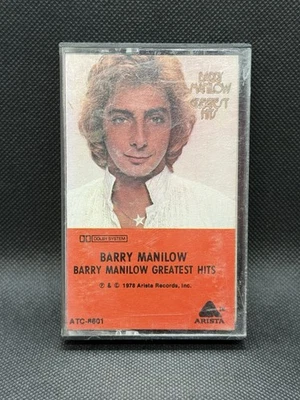 BARRY
MANILOW
GREATEST
HITS
DOLBY SYSTEM
BARRY MANILOW
BARRY MANILOW GREATEST HITS
℗ & © 1978 Arista Records, Inc.
ATC-8601
ARISTA